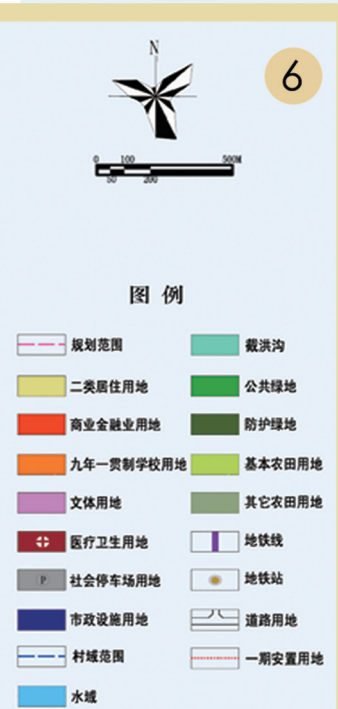 N
6
0 100 500M
50 200
图 例
规划范围
截洪沟
二类居住用地
公共绿地
商业金融业用地
防护绿地
九年一贯制学校用地
基本农田用地
文体用地
其它农田用地
医疗卫生用地
地铁线
P
社会停车场用地
地铁站
市政设施用地
道路用地
村域范围
一期安置用地
水域